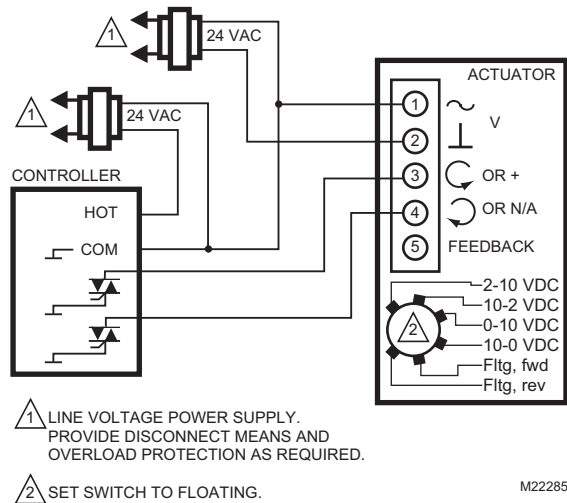 1
24 VAC
1
24 VAC
CONTROLLER
HOT
COM
ACTUATOR
1
V
2
3 OR +
4 OR N/A
5 FEEDBACK
2
2-10 VDC
10-2 VDC
0-10 VDC
10-0 VDC
Fltg, fwd
Fltg, rev
1 LINE VOLTAGE POWER SUPPLY.
PROVIDE DISCONNECT MEANS AND
OVERLOAD PROTECTION AS REQUIRED.
2 SET SWITCH TO FLOATING.
M22285